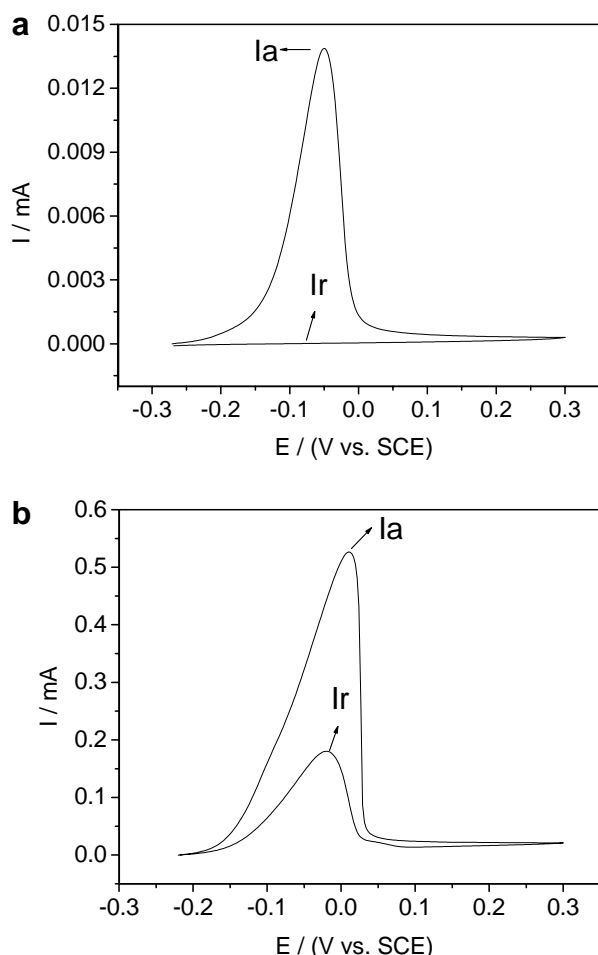 a
0.015
0.012
0.009
0.006
0.003
0.000
I / mA
Ia
Ir
-0.3 -0.2 -0.1 0.0 0.1 0.2 0.3
E / (V vs. SCE)
b
0.6
0.5
0.4
0.3
0.2
0.1
0.0
I / mA
Ia
Ir
-0.3 -0.2 -0.1 0.0 0.1 0.2 0.3
E / (V vs. SCE)